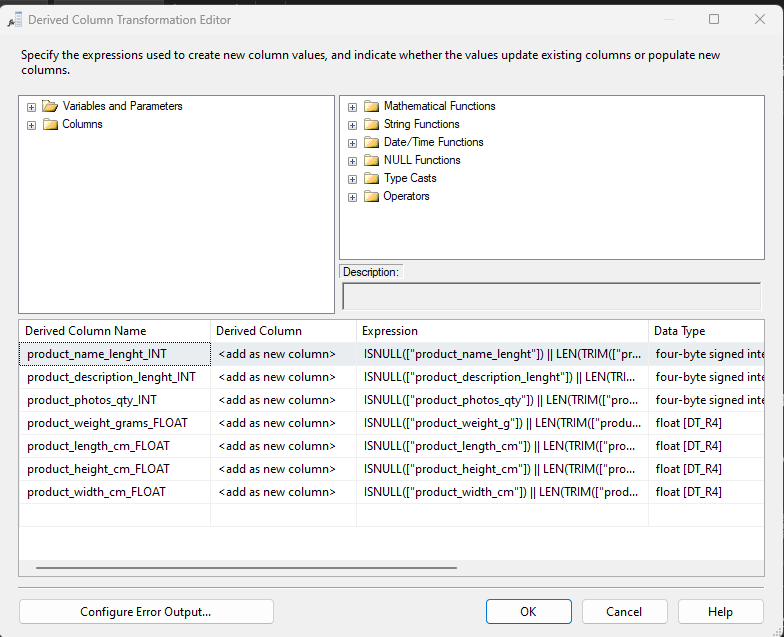 Derived Column Transformation Editor
Specify the expressions used to create new column values, and indicate whether the values update existing columns or populate new
columns.
Variables and Parameters
Columns
Mathematical Functions
String Functions
Date/Time Functions
NULL Functions
Type Casts
Operators
Description:
Derived Column Name Derived Column Expression Data Type
product_name_lenght_INT <add as new column> ISNULL(["product_name_lenght"]) || LEN(TRIM(["pr... four-byte signed inte
product_description_lenght_INT <add as new column> ISNULL(["product_description_lenght"]) || LEN(TRI... four-byte signed inte
product_photos_qty_INT <add as new column> ISNULL(["product_photos_qty"]) || LEN(TRIM(["pro... four-byte signed inte
product_weight_grams_FLOAT <add as new column> ISNULL(["product_weight_g"]) || LEN(TRIM(["produ... float [DT_R4]
product_length_cm_FLOAT <add as new column> ISNULL(["product_length_cm"]) || LEN(TRIM(["pro... float [DT_R4]
product_height_cm_FLOAT <add as new column> ISNULL(["product_height_cm"]) || LEN(TRIM(["pro... float [DT_R4]
product_width_cm_FLOAT <add as new column> ISNULL(["product_width_cm"]) || LEN(TRIM(["prod... float [DT_R4]
Configure Error Output... OK Cancel Help